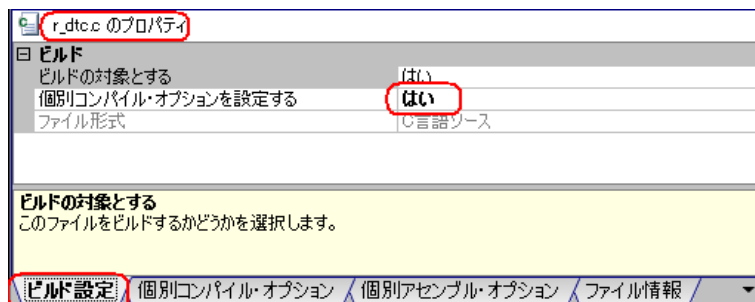 r_dtc.c のプロパティ
ビルド
ビルドの対象とする はい
個別コンパイル・オプションを設定する はい
ファイル形式 C言語ソース
ビルドの対象とする
このファイルをビルドするかどうかを選択します。
ビルド設定 個別コンパイル・オプション 個別アセンブル・オプション ファイル情報